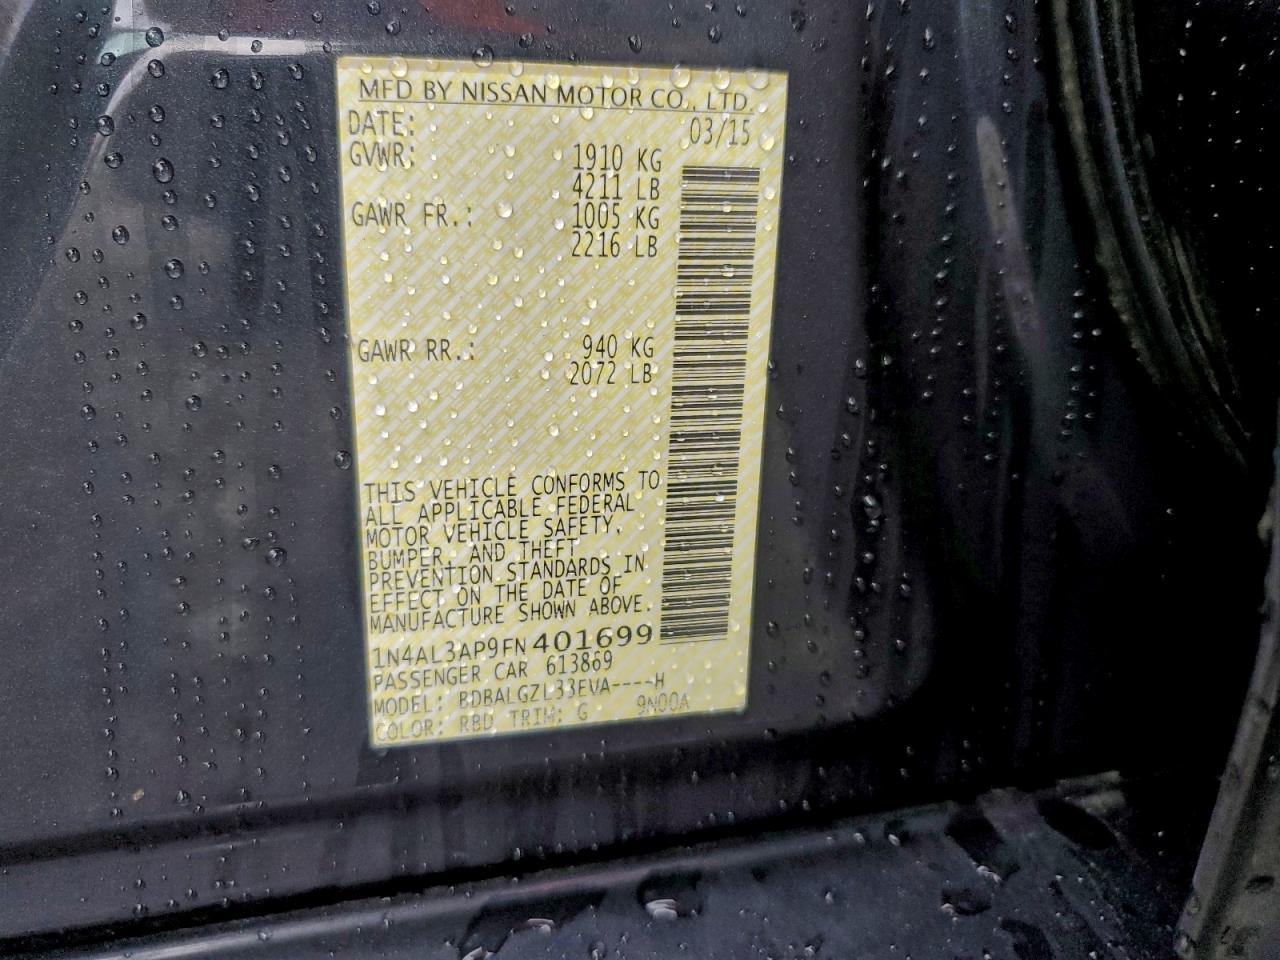 MFD BY NISSAN MOTOR CO., LTD.
DATE: 03/15
GVWR: 1910 KG
4211 LB
GAWR FR.: 1005 KG
2216 LB
GAWR RR.: 940 KG
2072 LB
THIS VEHICLE CONFORMS TO
ALL APPLICABLE FEDERAL
MOTOR VEHICLE SAFETY,
BUMPER, AND THEFT
PREVENTION STANDARDS IN
EFFECT ON THE DATE OF
MANUFACTURE SHOWN ABOVE.
1N4AL3AP9FN401699
PASSENGER CAR 613869
MODEL: BDBALGZL33EVA----H
COLOR: RBD TRIM: G 9N00A